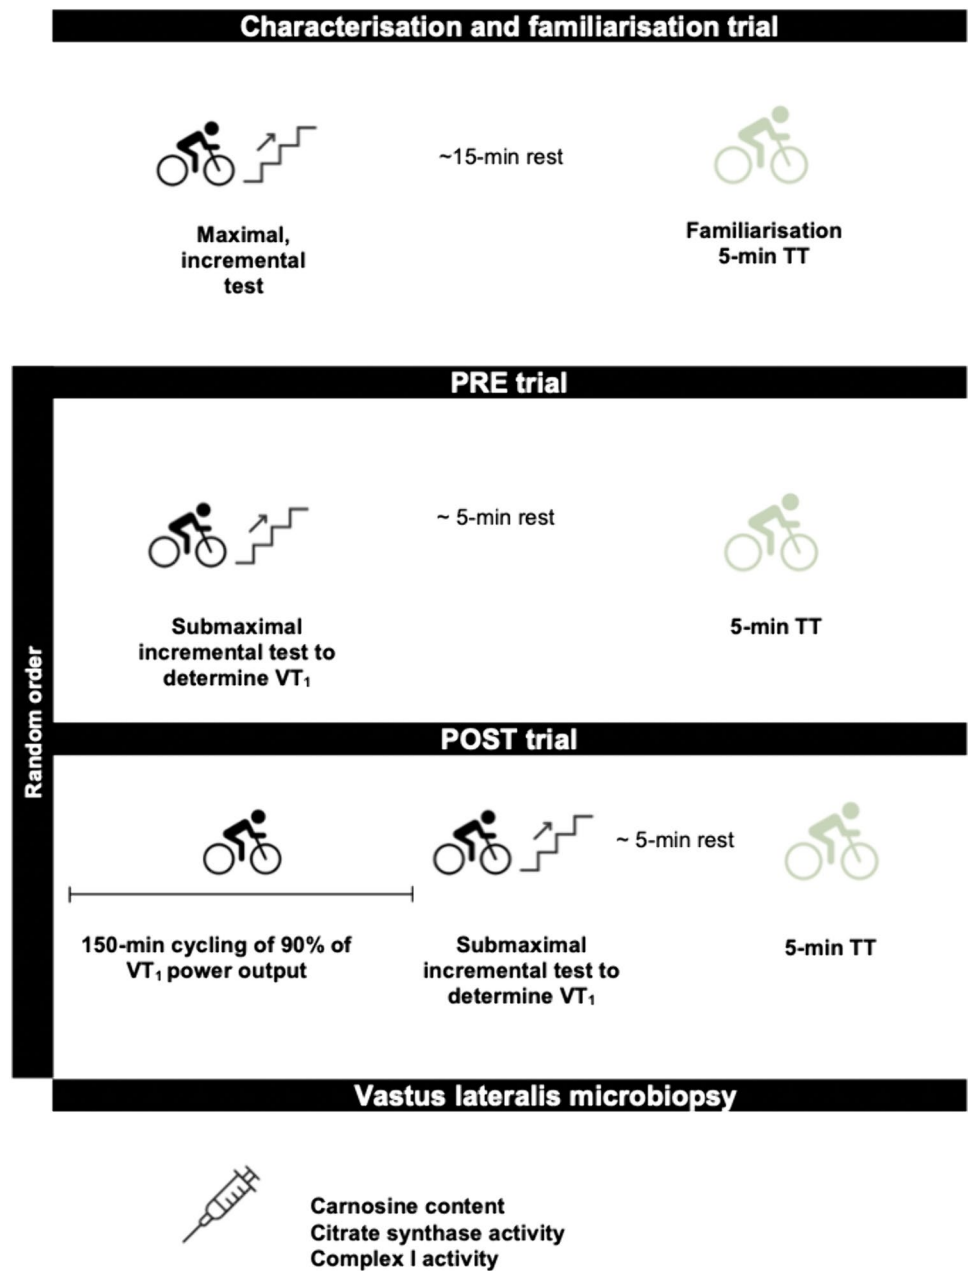 Characterisation and familiarisation trial
~15-min rest
Maximal,
incremental
test
Familiarisation
5-min TT
Random order
PRE trial
~ 5-min rest
Submaximal
incremental test to
determine VT₁
5-min TT
POST trial
~ 5-min rest
150-min cycling of 90% of
VT₁ power output
Submaximal
incremental test to
determine VT₁
5-min TT
Vastus lateralis microbiopsy
Carnosine content
Citrate synthase activity
Complex I activity